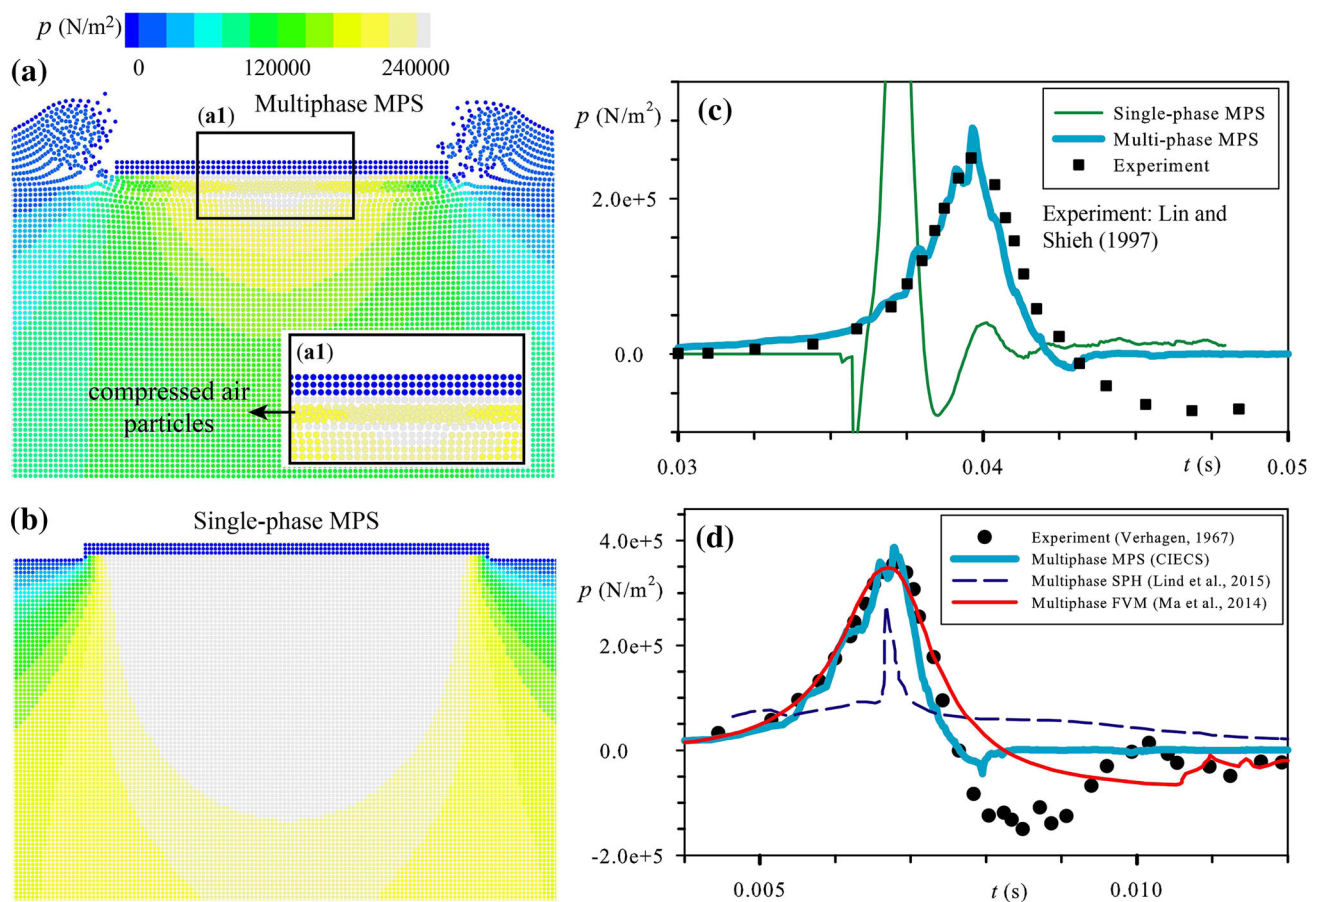 p (N/m²)
0 120000 240000
(a)
Multiphase MPS
(a1)
(a1)
compressed air
particles
(b)
Single-phase MPS
(c)
p (N/m²)
2.0e+5
0.0
Single-phase MPS
Multi-phase MPS
Experiment
Experiment: Lin and
Shieh (1997)
0.03 0.04 t (s) 0.05
(d)
4.0e+5
p (N/m²)
2.0e+5
0.0
-2.0e+5
Experiment (Verhagen, 1967)
Multiphase MPS (CIECS)
Multiphase SPH (Lind et al., 2015)
Multiphase FVM (Ma et al., 2014)
0.005 t (s) 0.010